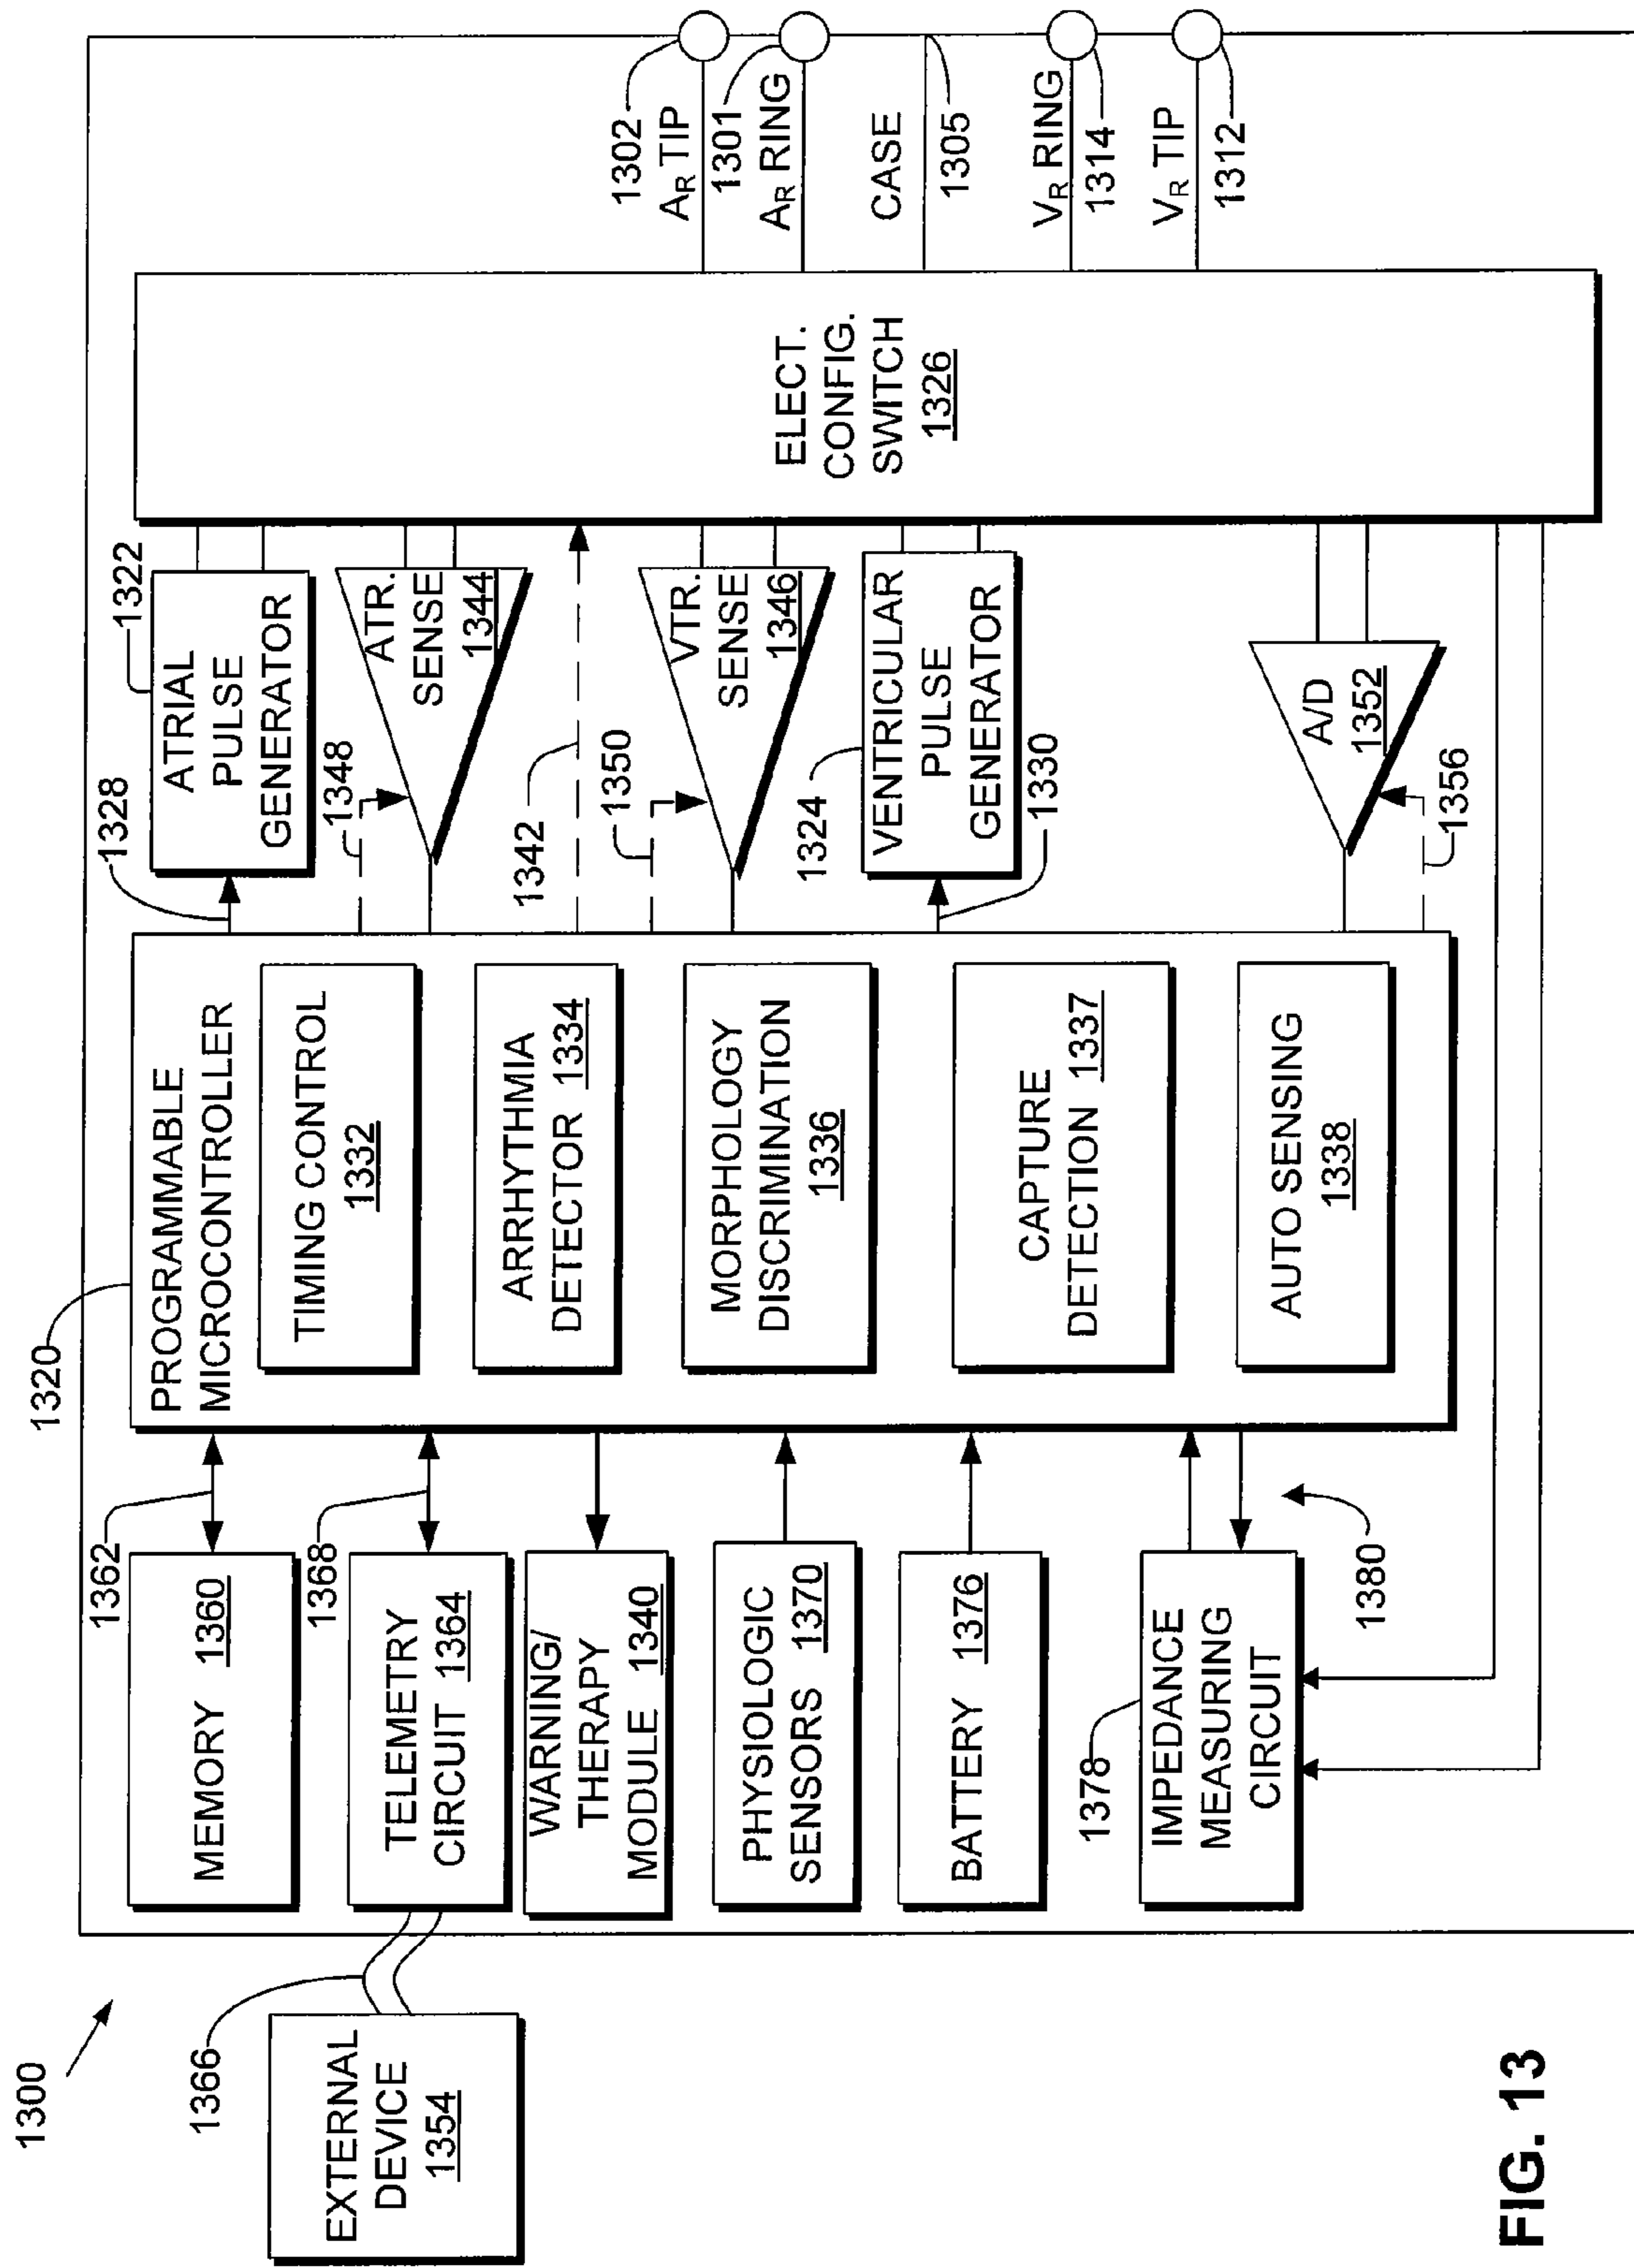 1300
1366
EXTERNAL
DEVICE
1354
1320
1362
MEMORY 1360
1368
TELEMETRY
CIRCUIT 1364
WARNING/
THERAPY
MODULE 1340
PHYSIOLOGIC
SENSORS 1370
BATTERY 1376
1378
IMPEDANCE
MEASURING
CIRCUIT
1380
PROGRAMMABLE
MICROCONTROLLER
TIMING CONTROL
1332
ARRHYTHMIA
DETECTOR 1334
MORPHOLOGY
DISCRIMINATION
1336
CAPTURE
DETECTION 1337
AUTO SENSING
1338
1328
1322
ATRIAL
PULSE
GENERATOR
1348
ATR.
SENSE
1344
1342
1350
VTR.
SENSE
1346
1324
VENTRICULAR
PULSE
GENERATOR
1330
A/D
1352
1356
ELECT.
CONFIG.
SWITCH
1326
1302
AR TIP
1301
AR RING
CASE
1305
VR RING
1314
VR TIP
1312
FIG. 13